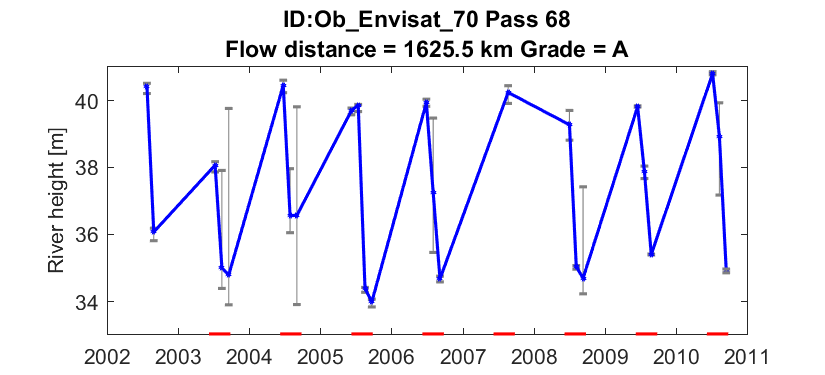 ID:Ob_Envisat_70 Pass 68
Flow distance = 1625.5 km Grade = A
River height [m]
40
38
36
34
2002 2003 2004 2005 2006 2007 2008 2009 2010 2011